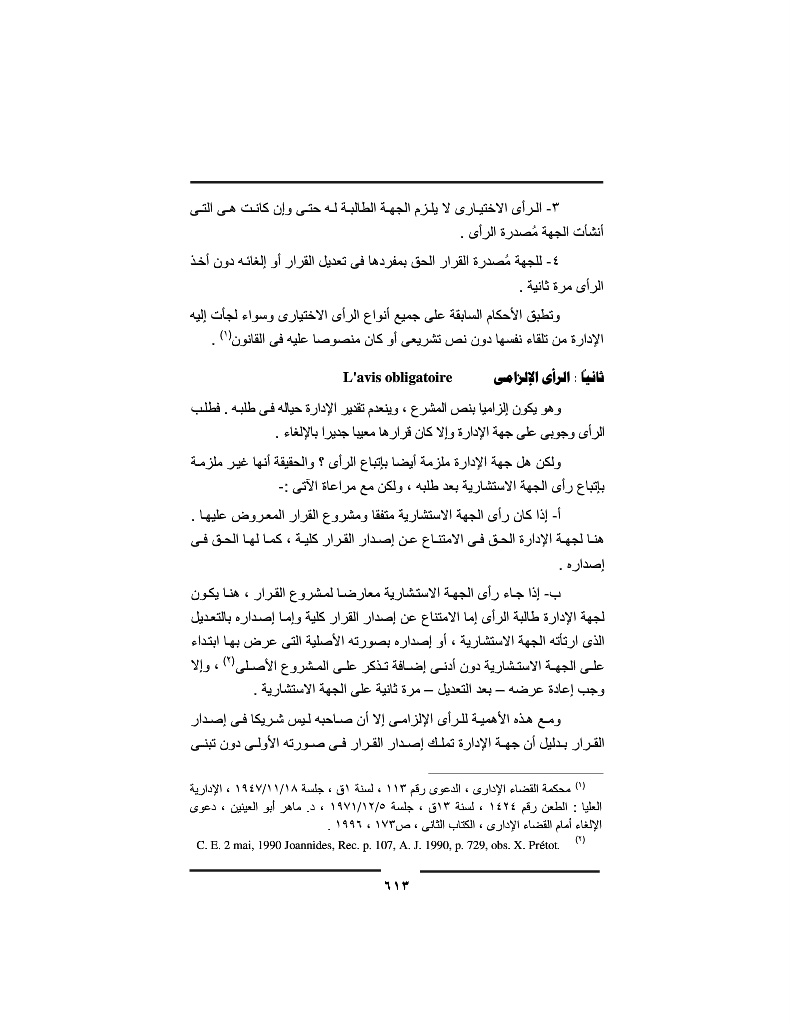 ٣- الرأى الاختيارى لا يلزم الجهة الطالبة له حتى وإن كانت هى التى
أنشأت الجهة مُصدرة الرأى .
٤- للجهة مُصدرة القرار الحق بمفردها فى تعديل القرار أو إلغائه دون أخذ
الرأى مرة ثانية .
وتطبق الأحكام السابقة على جميع أنواع الرأى الاختيارى وسواء لجأت إليه
الإدارة من تلقاء نفسها دون نص تشريعى أو كان منصوصا عليه فى القانون(١) .
ثانيًا : الرأى الإلزامى L'avis obligatoire
وهو يكون إلزاميا بنص المشرع ، وينعدم تقدير الإدارة حياله فى طلبه . فطلب
الرأى وجوبى على جهة الإدارة وإلا كان قرارها معيبا جديرا بالإلغاء .
ولكن هل جهة الإدارة ملزمة أيضا بإتباع الرأى ؟ والحقيقة أنها غير ملزمة
بإتباع رأى الجهة الاستشارية بعد طلبه ، ولكن مع مراعاة الآتى :-
أ- إذا كان رأى الجهة الاستشارية متفقا ومشروع القرار المعروض عليها .
هنا لجهة الإدارة الحق فى الامتناع عن إصدار القرار كلية ، كما لها الحق فى
إصداره .
ب- إذا جاء رأى الجهة الاستشارية معارضا لمشروع القرار ، هنا يكون
لجهة الإدارة طالبة الرأى إما الامتناع عن إصدار القرار كلية وإما إصداره بالتعديل
الذى ارتأته الجهة الاستشارية ، أو إصداره بصورته الأصلية التى عرض بها ابتداء
على الجهة الاستشارية دون أدنى إضافة تذكر على المشروع الأصلى(٢) ، وإلا
وجب إعادة عرضه – بعد التعديل – مرة ثانية على الجهة الاستشارية .
ومع هذه الأهمية للرأى الإلزامى إلا أن صاحبه ليس شريكا فى إصدار
القرار بدليل أن جهة الإدارة تملك إصدار القرار فى صورته الأولى دون تبنى
(١) محكمة القضاء الإدارى ، الدعوى رقم ١١٣ ، لسنة ١ق ، جلسة ١٩٤٧/١١/١٨ ، الإدارية
العليا : الطعن رقم ١٤٢٤ ، لسنة ١٣ق ، جلسة ١٩٧١/١٢/٥ ، د. ماهر أبو العينين ، دعوى
الإلغاء أمام القضاء الإدارى ، الكتاب الثانى ، ص١٧٣ ، ١٩٩٦ .
(٢) C. E. 2 mai, 1990 Joannides, Rec. p. 107, A. J. 1990, p. 729, obs. X. Prétot.
٦١٣